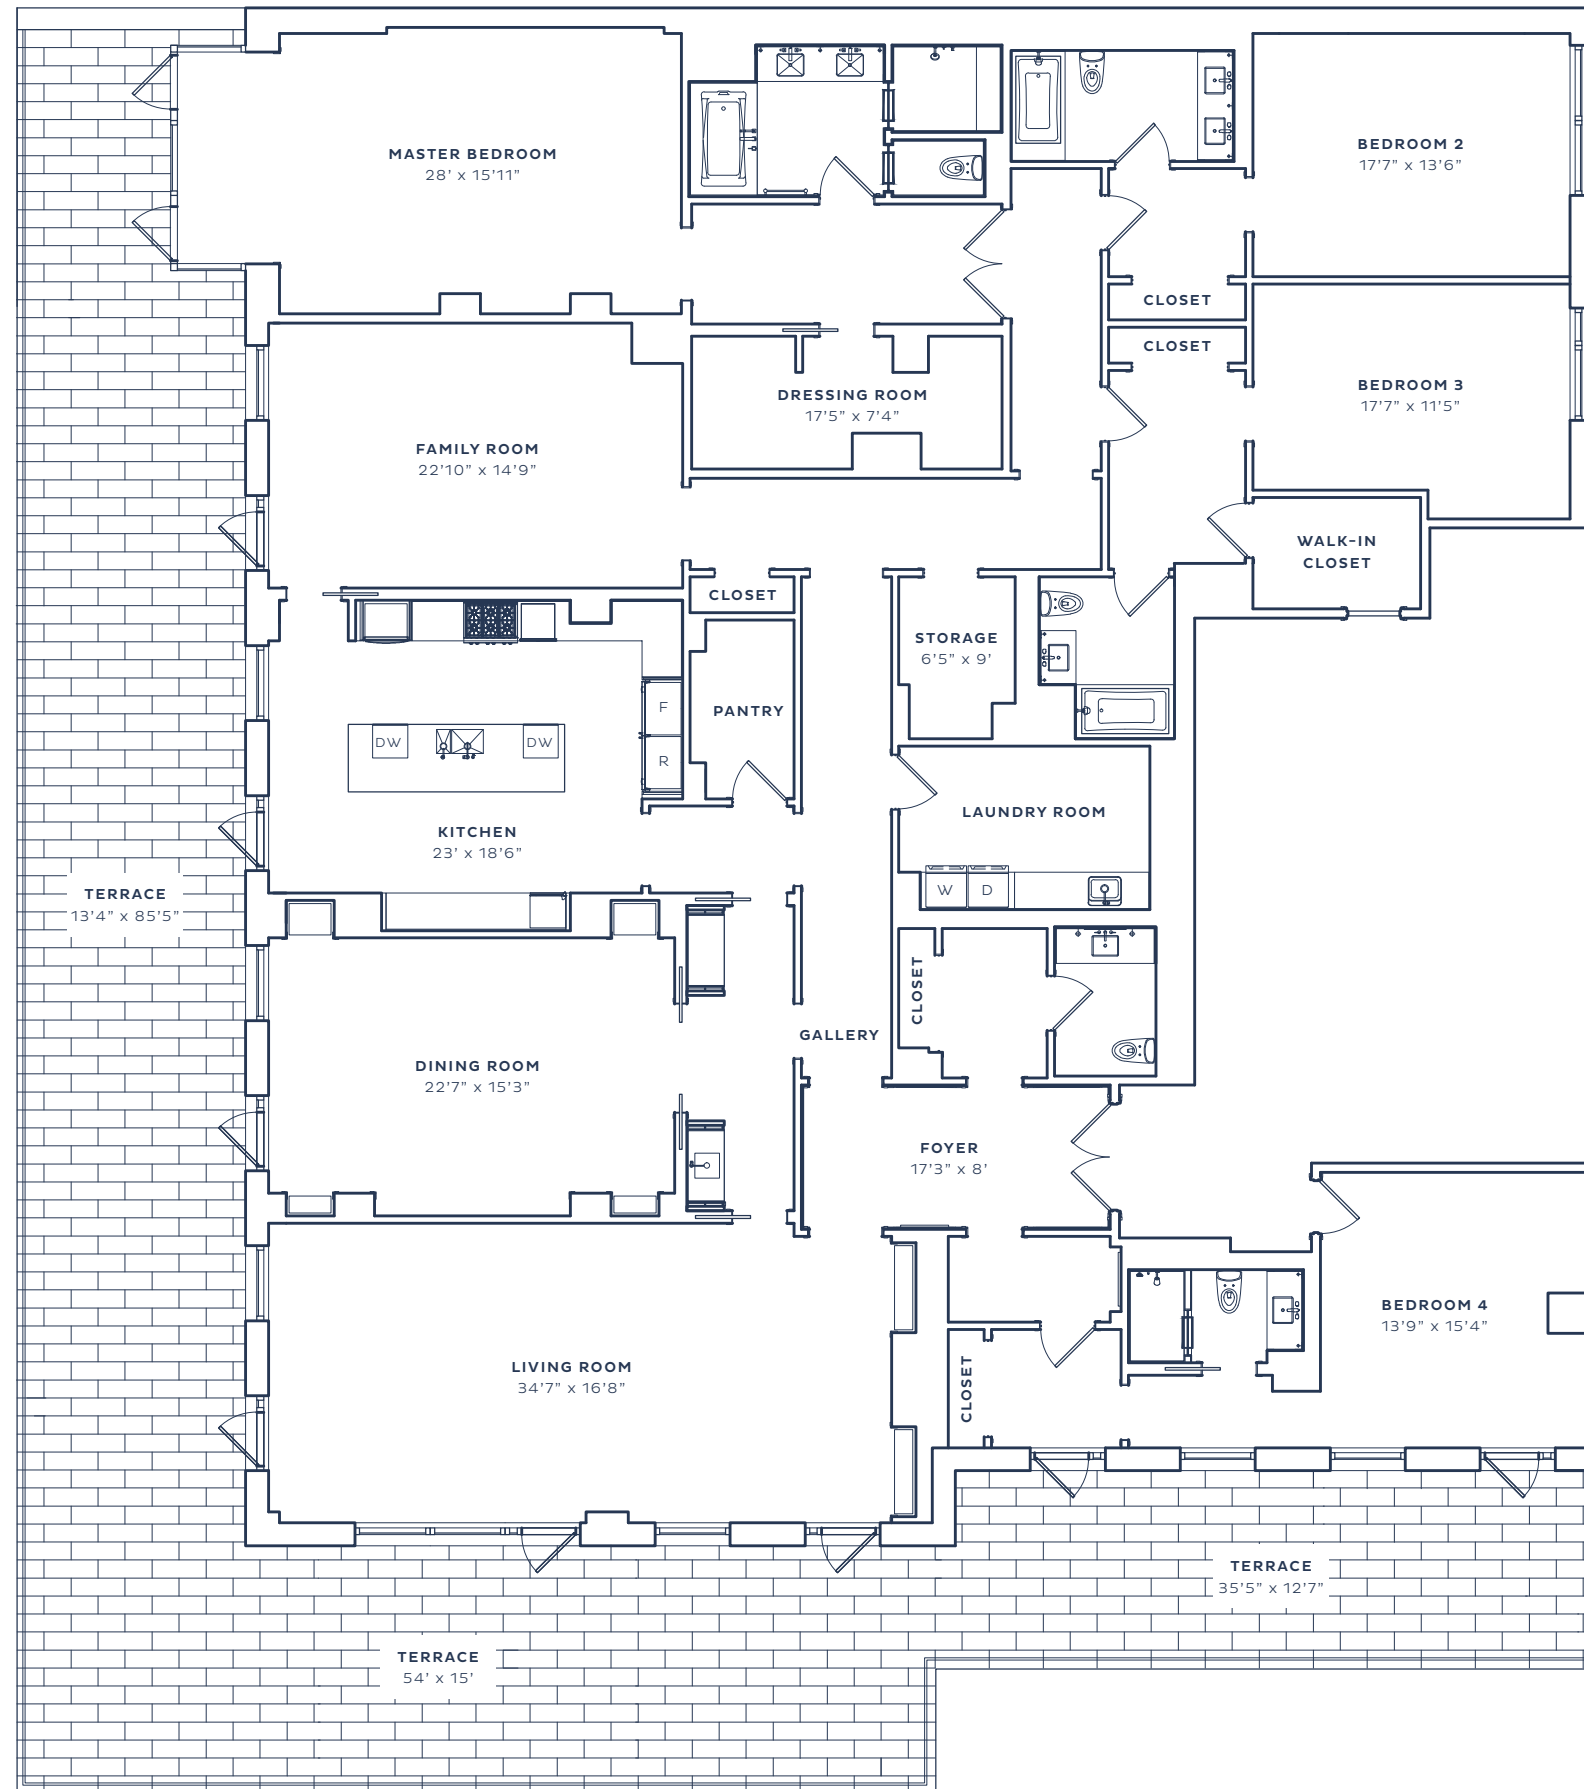 MASTER BEDROOM
28' x 15'11"
BEDROOM 2
17'7" x 13'6"
CLOSET
CLOSET
DRESSING ROOM
17'5" x 7'4"
BEDROOM 3
17'7" x 11'5"
FAMILY ROOM
22'10" x 14'9"
WALK-IN
CLOSET
CLOSET
STORAGE
6'5" x 9'
PANTRY
F
R
DW
DW
KITCHEN
23' x 18'6"
LAUNDRY ROOM
W
D
TERRACE
13'4" x 85'5"
CLOSET
GALLERY
DINING ROOM
22'7" x 15'3"
FOYER
17'3" x 8'
BEDROOM 4
13'9" x 15'4"
LIVING ROOM
34'7" x 16'8"
CLOSET
TERRACE
35'5" x 12'7"
TERRACE
54' x 15'